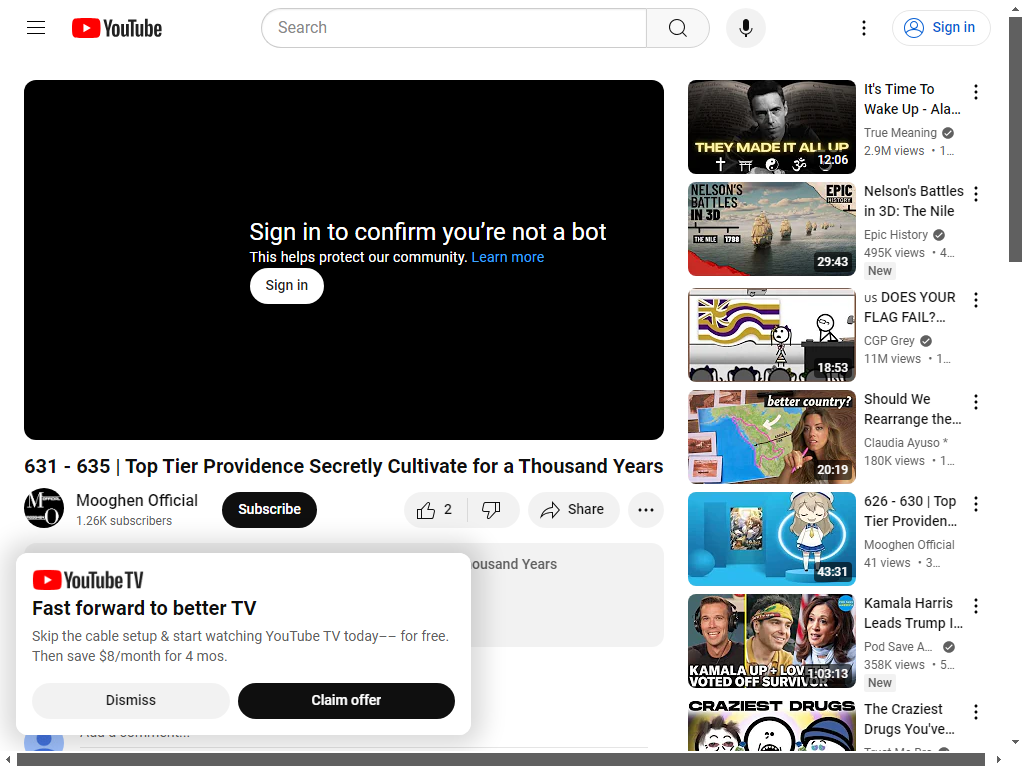 YouTube
Search
Sign in
Sign in to confirm you're not a bot
This helps protect our community. Learn more
Sign in
631 - 635 | Top Tier Providence Secretly Cultivate for a Thousand Years
Mooghen Official
1.26K subscribers
Subscribe
2
Share
ousand Years
YouTube TV
Fast forward to better TV
Skip the cable setup & start watching YouTube TV today–– for free.
Then save $8/month for 4 mos.
Dismiss
Claim offer
THEY MADE IT ALL UP
12:06
It's Time To
Wake Up - Ala...
True Meaning
2.9M views • 1...
NELSON'S
BATTLES
IN 3D
THE NILE 1798
EPIC
HISTORY
29:43
Nelson's Battles
in 3D: The Nile
Epic History
495K views • 4...
New
18:53
us DOES YOUR
FLAG FAIL?...
CGP Grey
11M views • 1...
better country?
20:19
Should We
Rearrange the...
Claudia Ayuso *
180K views • 1...
43:31
626 - 630 | Top
Tier Providen...
Mooghen Official
41 views • 3...
KAMALA UP + LOV
VOTED OFF SURVIVOR
1:03:13
Kamala Harris
Leads Trump I...
Pod Save A...
358K views • 5...
New
CRAZIEST DRUGS
The Craziest
Drugs You've...